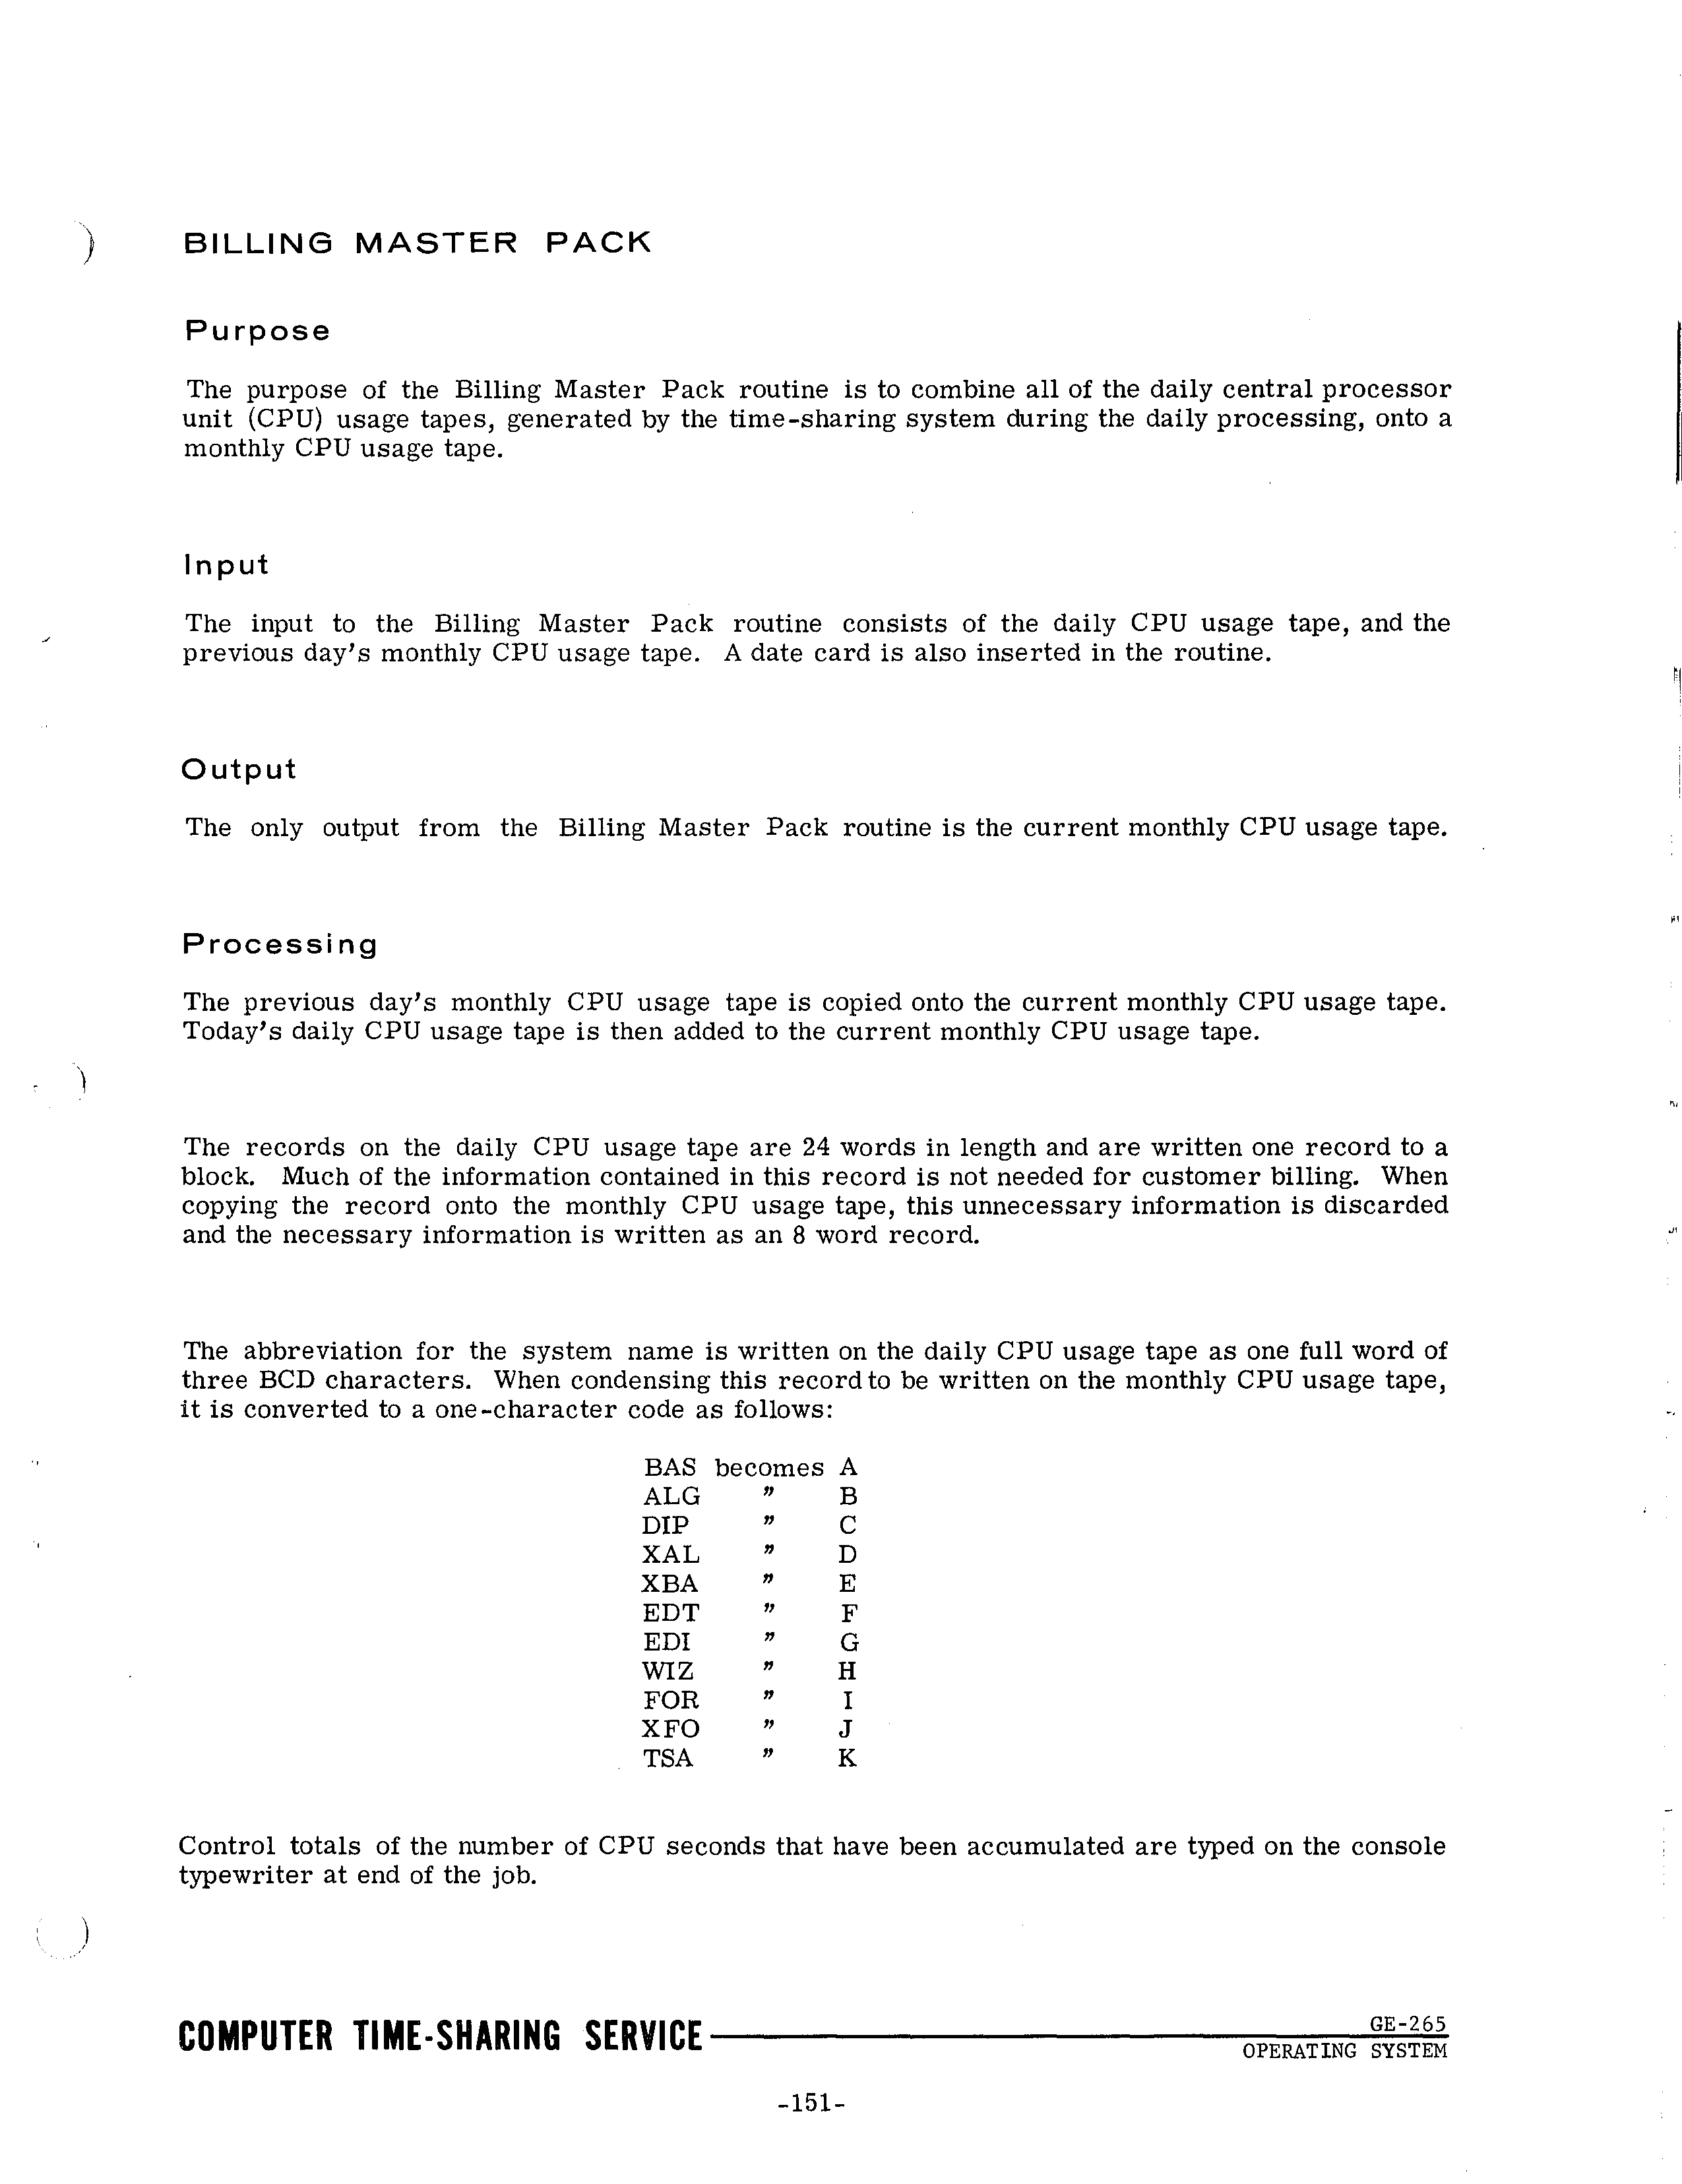 BILLING MASTER PACK
Purpose
The purpose of the Billing Master Pack routine is to combine all of the daily central processor
unit (CPU) usage tapes, generated by the time-sharing system during the daily processing, onto a
monthly CPU usage tape.
Input
The input to the Billing Master Pack routine consists of the daily CPU usage tape, and the
previous day's monthly CPU usage tape. A date card is also inserted in the routine.
Output
The only output from the Billing Master Pack routine is the current monthly CPU usage tape.
Processing
The previous day's monthly CPU usage tape is copied onto the current monthly CPU usage tape.
Today's daily CPU usage tape is then added to the current monthly CPU usage tape.
The records on the daily CPU usage tape are 24 words in length and are written one record to a
block. Much of the information contained in this record is not needed for customer billing. When
copying the record onto the monthly CPU usage tape, this unnecessary information is discarded
and the necessary information is written as an 8 word record.
The abbreviation for the system name is written on the daily CPU usage tape as one full word of
three BCD characters. When condensing this record to be written on the monthly CPU usage tape,
it is converted to a one-character code as follows:
BAS becomes A
ALG " B
DIP " C
XAL " D
XBA " E
EDT " F
EDI " G
WIZ " H
FOR " I
XFO " J
TSA " K
Control totals of the number of CPU seconds that have been accumulated are typed on the console
typewriter at end of the job.
COMPUTER TIME-SHARING SERVICE
GE-265
OPERATING SYSTEM
-151-